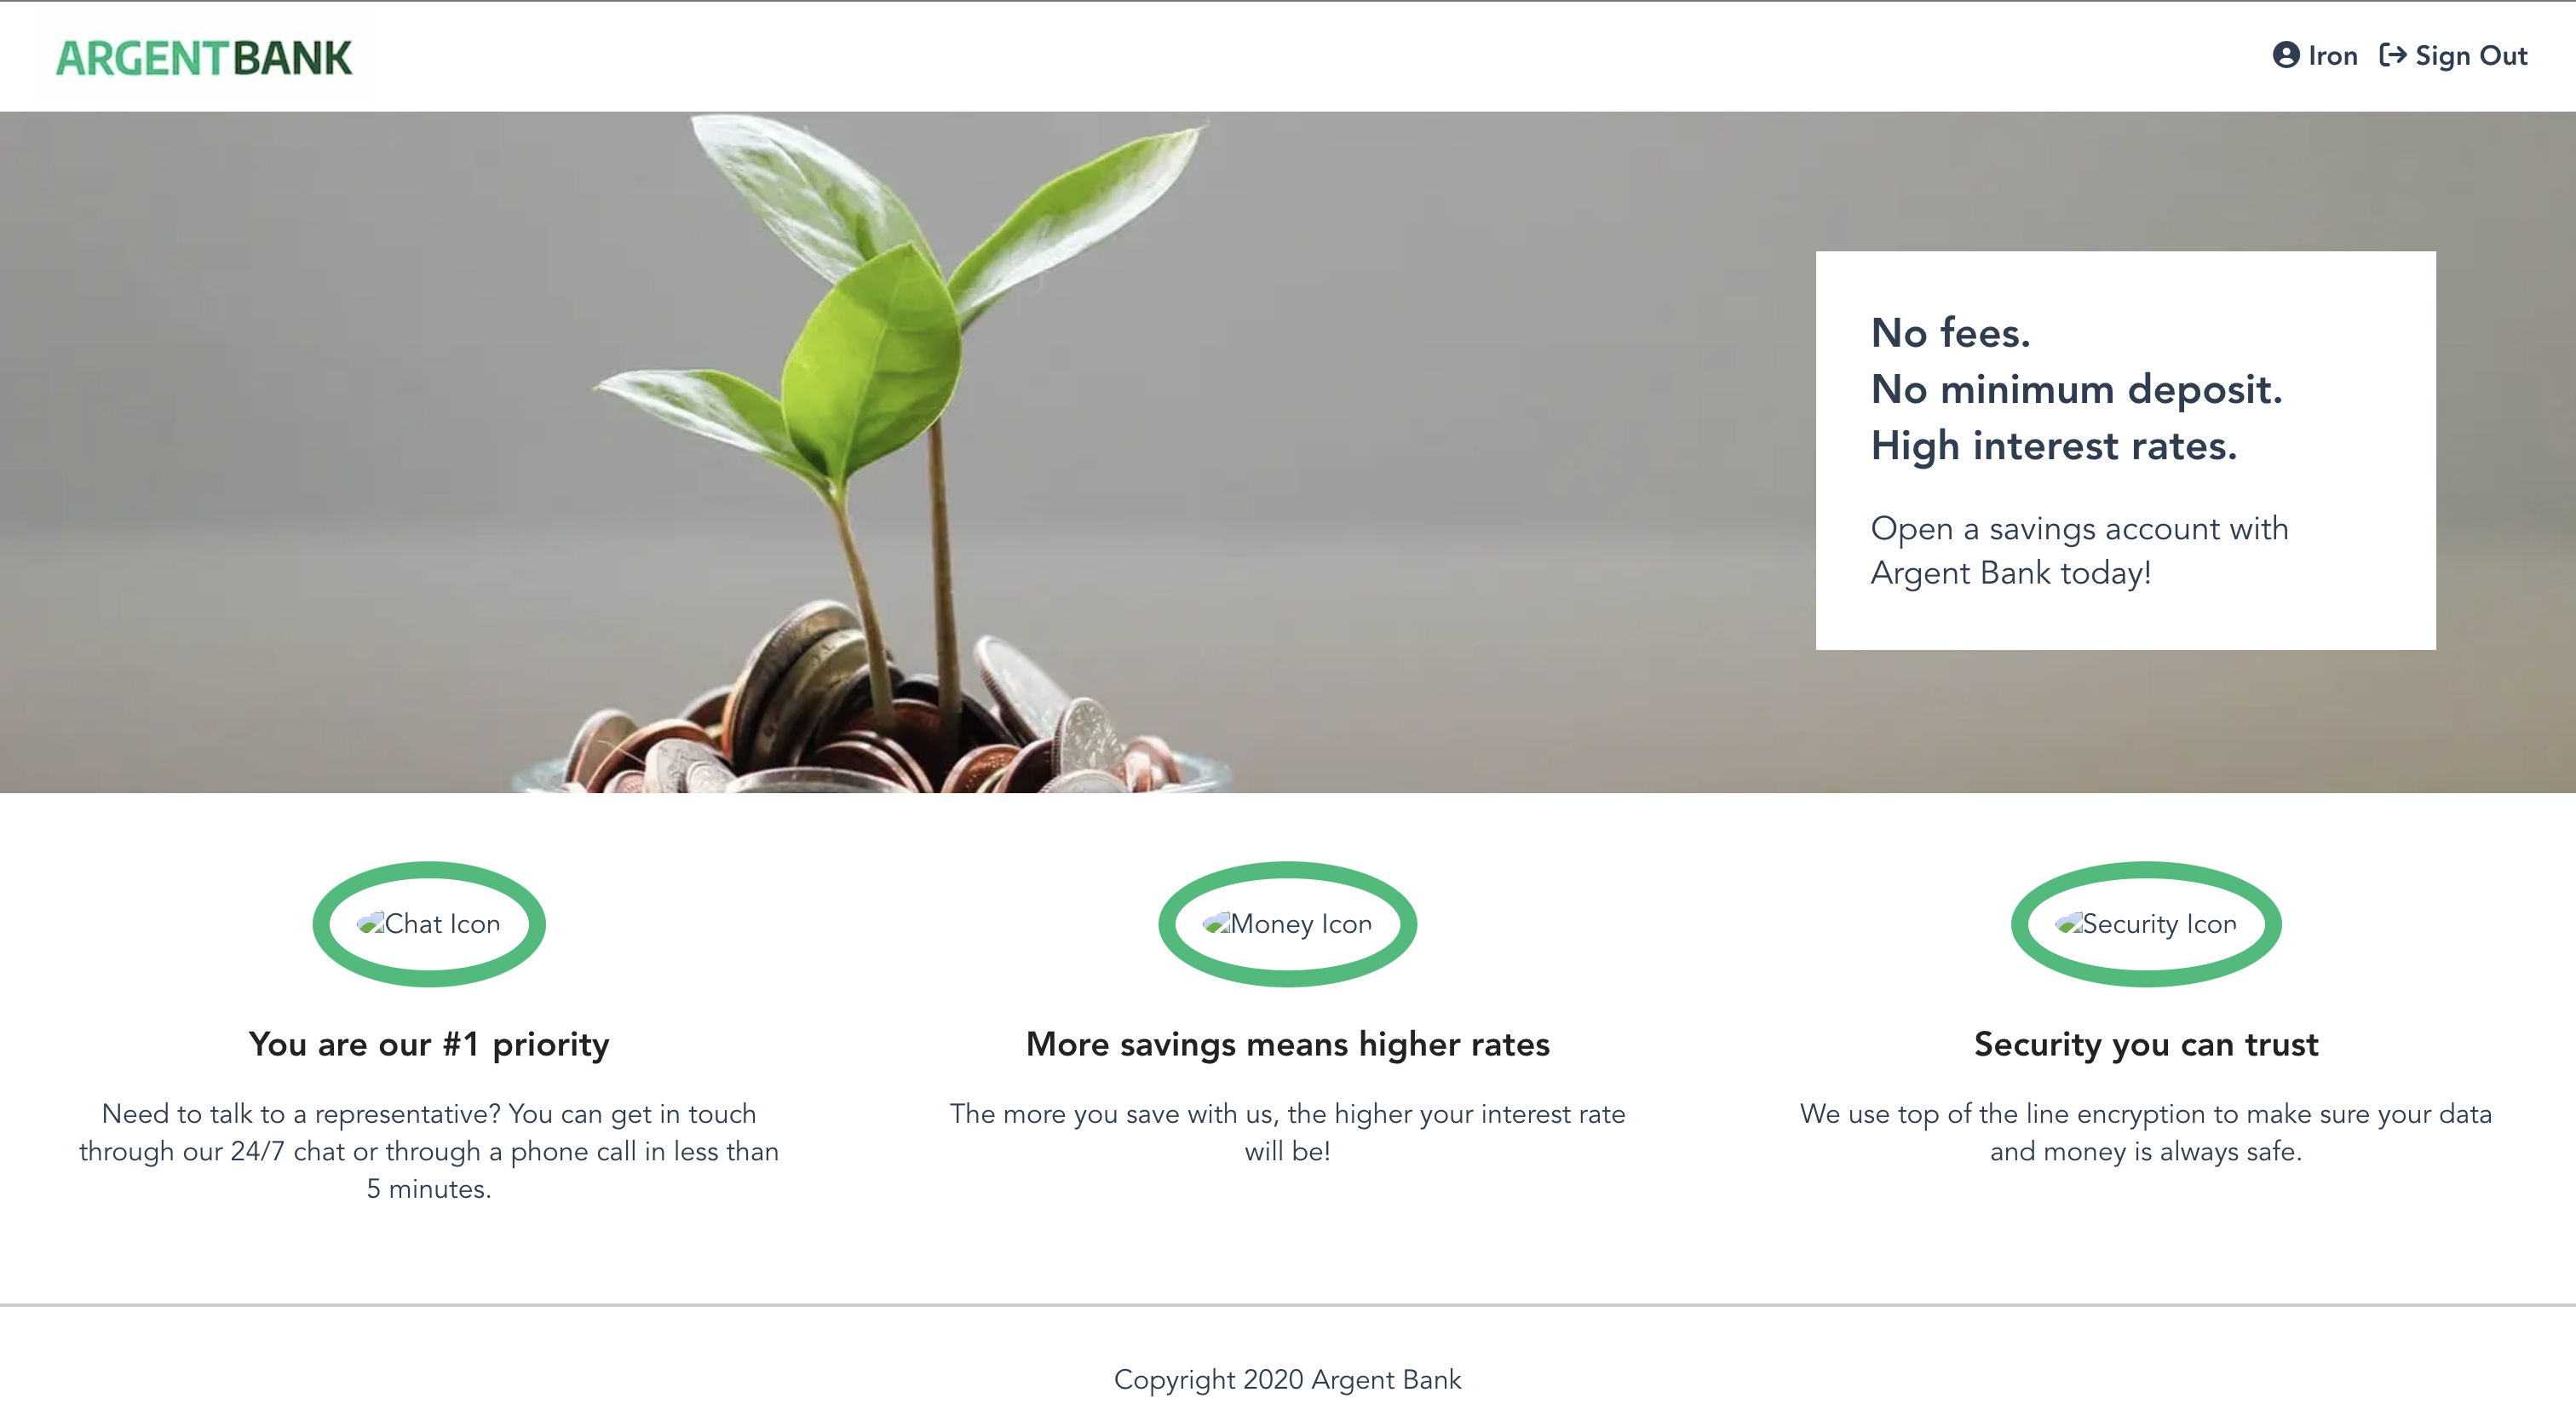 ARGENTBANK
Iron Sign Out
No fees.
No minimum deposit.
High interest rates.
Open a savings account with
Argent Bank today!
Chat Icon
You are our #1 priority
Need to talk to a representative? You can get in touch
through our 24/7 chat or through a phone call in less than
5 minutes.
Money Icon
More savings means higher rates
The more you save with us, the higher your interest rate
will be!
Security Icon
Security you can trust
We use top of the line encryption to make sure your data
and money is always safe.
Copyright 2020 Argent Bank